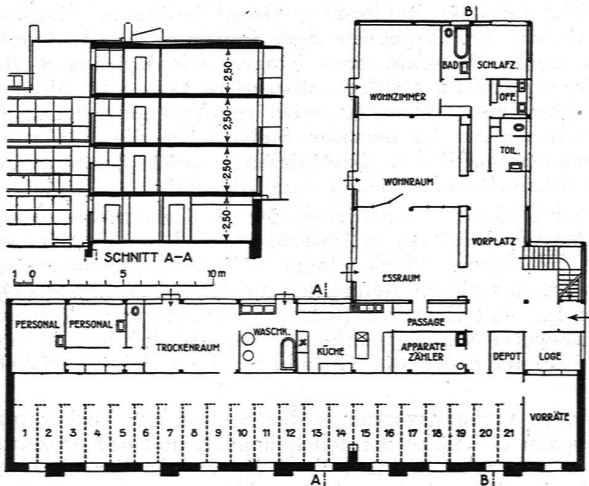 B
BAD
SCHLAFZ.
WOHNZIMMER
OFF.
TOIL.
2,50
2,50
2,50
2,50
WOHNRAUM
SCHNITT A-A
VORPLATZ
1 0 5 10 m
ESSRAUM
A
PERSONAL
PERSONAL
TROCKENRAUM
WASCHK.
KÜCHE
PASSAGE
APPARATE
ZÄHLER
DEPOT
LOGE
1 2 3 4 5 6 7 8 9 10 11 12 13 14 15 16 17 18 19 20 21
VORRÄTE
A
B